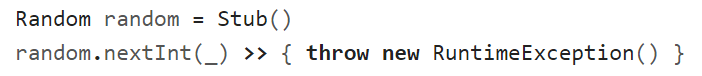 Random random = Stub()
random.nextInt(_) >> { throw new RuntimeException() }